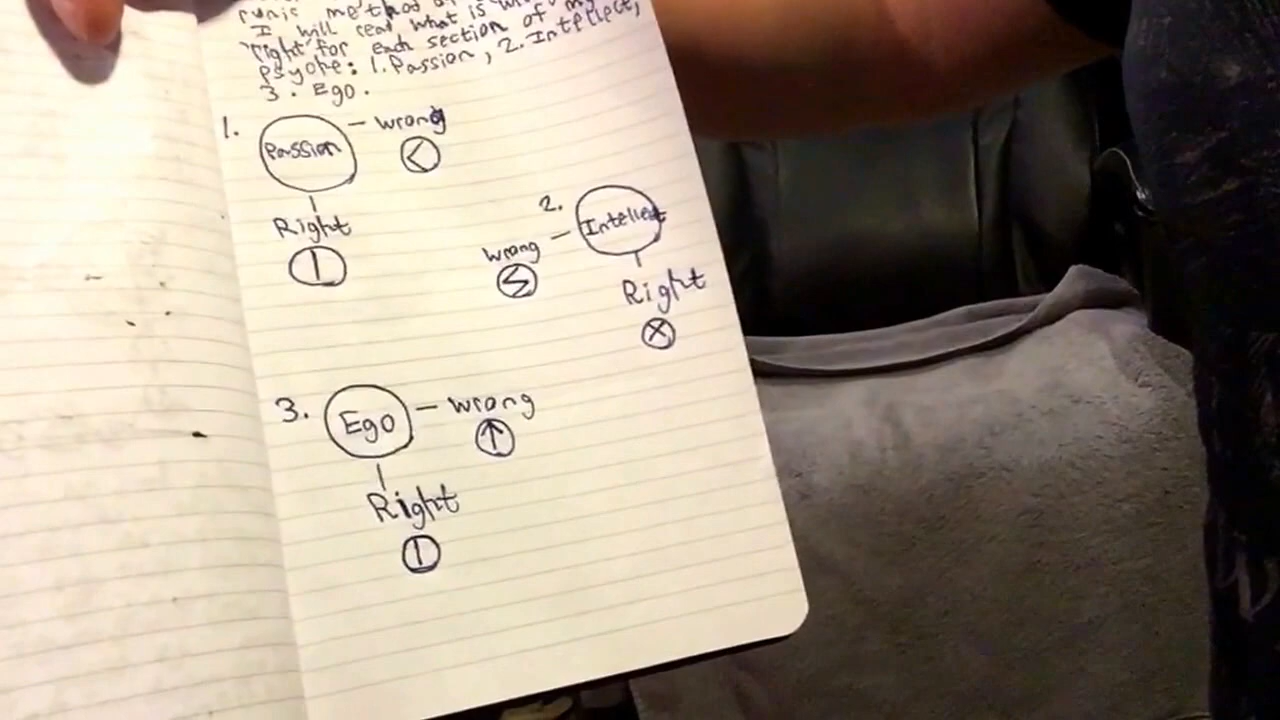 runic method
I will read what is
right for each section of my
psyche: 1. Passion, 2. Intellect,
3. Ego.
1. Passion - wrong
<
Right
|
2. Intellect
wrong
Right
X
3. Ego - wrong
↑
Right
|